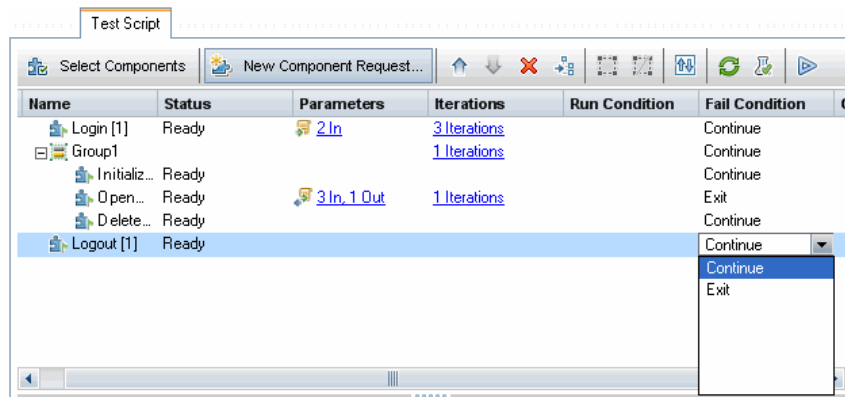 Test Script
Select Components New Component Request...
Name Status Parameters Iterations Run Condition Fail Condition
Login [1] Ready 2 In 3 Iterations Continue
Group1 1 Iterations Continue
Initializ... Ready Continue
Open... Ready 3 In, 1 Out 1 Iterations Exit
Delete... Ready Continue
Logout [1] Ready Continue
Continue
Exit